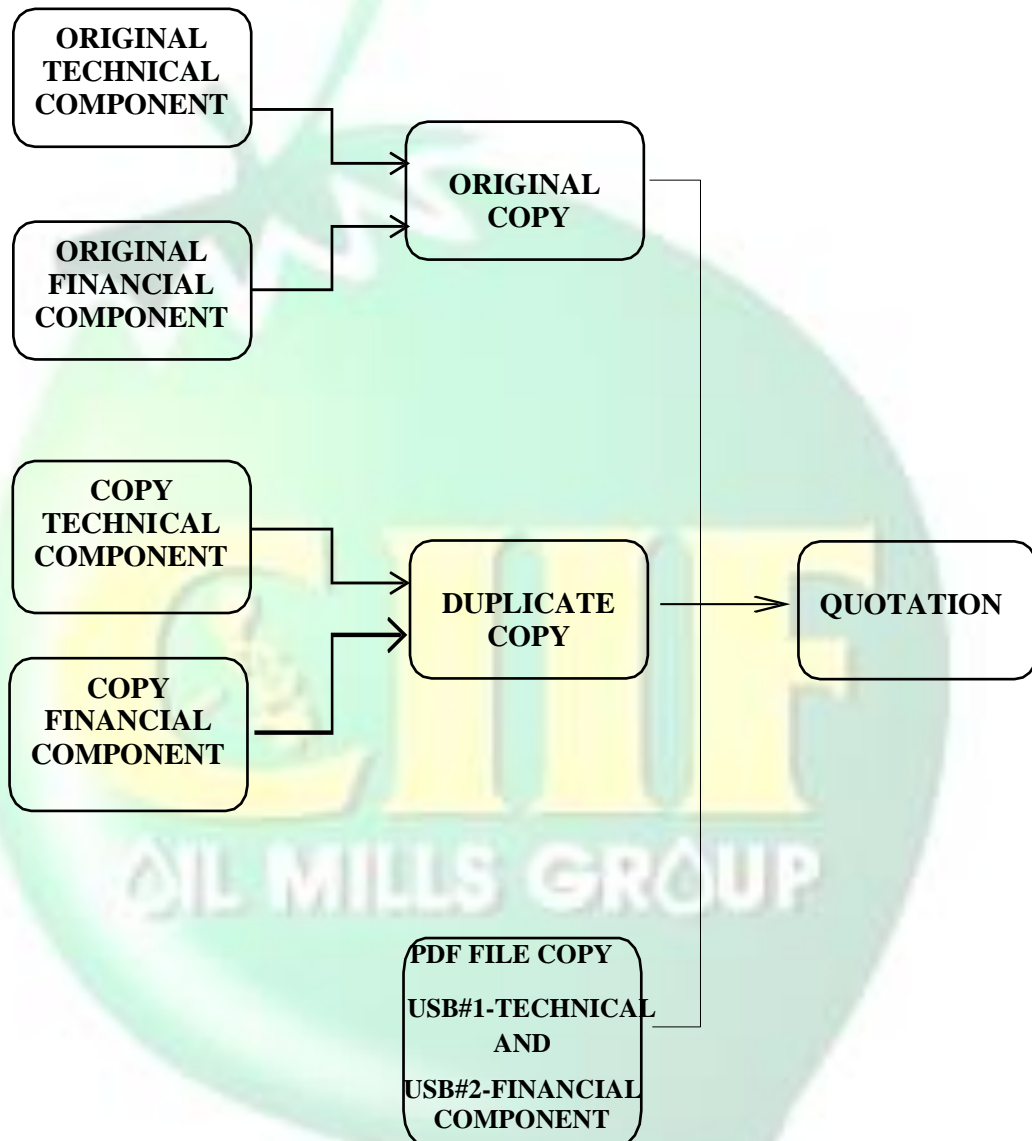 ORIGINAL
TECHNICAL
COMPONENT
ORIGINAL
COPY
ORIGINAL
FINANCIAL
COMPONENT
COPY
TECHNICAL
COMPONENT
DUPLICATE
COPY
QUOTATION
COPY
FINANCIAL
COMPONENT
CIIF
OIL MILLS GROUP
PDF FILE COPY
USB#1-TECHNICAL
AND
USB#2-FINANCIAL
COMPONENT